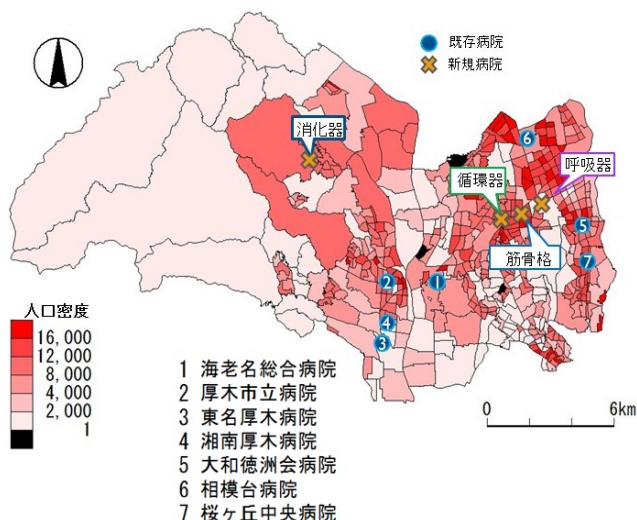 既存病院
新規病院
消化器
6
呼吸器
循環器
5
筋骨格
7
2
1
4
3
人口密度
16,000
12,000
8,000
4,000
2,000
1
0 6km
1 海老名総合病院
2 厚木市立病院
3 東名厚木病院
4 湘南厚木病院
5 大和徳洲会病院
6 相模台病院
7 桜ヶ丘中央病院